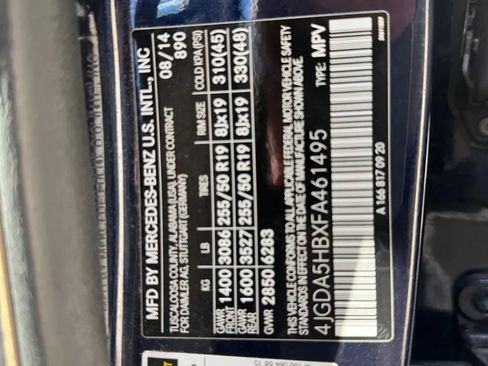 MFD BY MERCEDES-BENZ U.S. INTL., INC
TUSCALOOSA COUNTY, ALABAMA (USA), UNDER CONTRACT 08/14
FOR DAIMLER AG, STUTTGART (GERMANY) 890
KG LB TIRES RIM SIZE COLD KPA(PSI)
GAWR FRONT 1400 3086 255/50 R19 8Jx19 310(45)
GAWR REAR 1600 3527 255/50 R19 8Jx19 330(48)
GVWR 2850 6283
THIS VEHICLE CONFORMS TO ALL APPLICABLE FEDERAL MOTOR VEHICLE SAFETY
STANDARDS IN EFFECT ON THE DATE OF MANUFACTURE SHOWN ABOVE.
4JGDA5HBXFA461495 TYPE: MPV
A 166 817 09 20